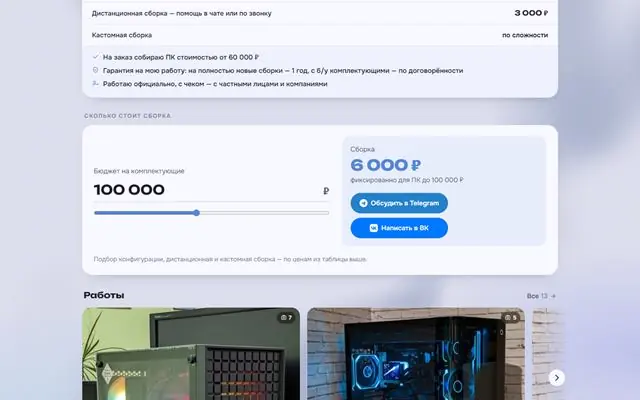 Дистанционная сборка — помощь в чате или по звонку
3 000 ₽
Кастомная сборка
по сложности
На заказ собираю ПК стоимостью от 60 000 ₽
Гарантия на мою работу: на полностью новые сборки — 1 год, с б/у комплектующими — по договорённости
Работаю официально, с чеком — с частными лицами и компаниями
СКОЛЬКО СТОИТ СБОРКА
Бюджет на комплектующие
100 000
₽
Сборка
6 000 ₽
фиксированно для ПК до 100 000 ₽
Обсудить в Telegram
Написать в ВК
Подбор конфигурации, дистанционная и кастомная сборка — по ценам из таблицы выше.
Работы
Все 13 →
7
5